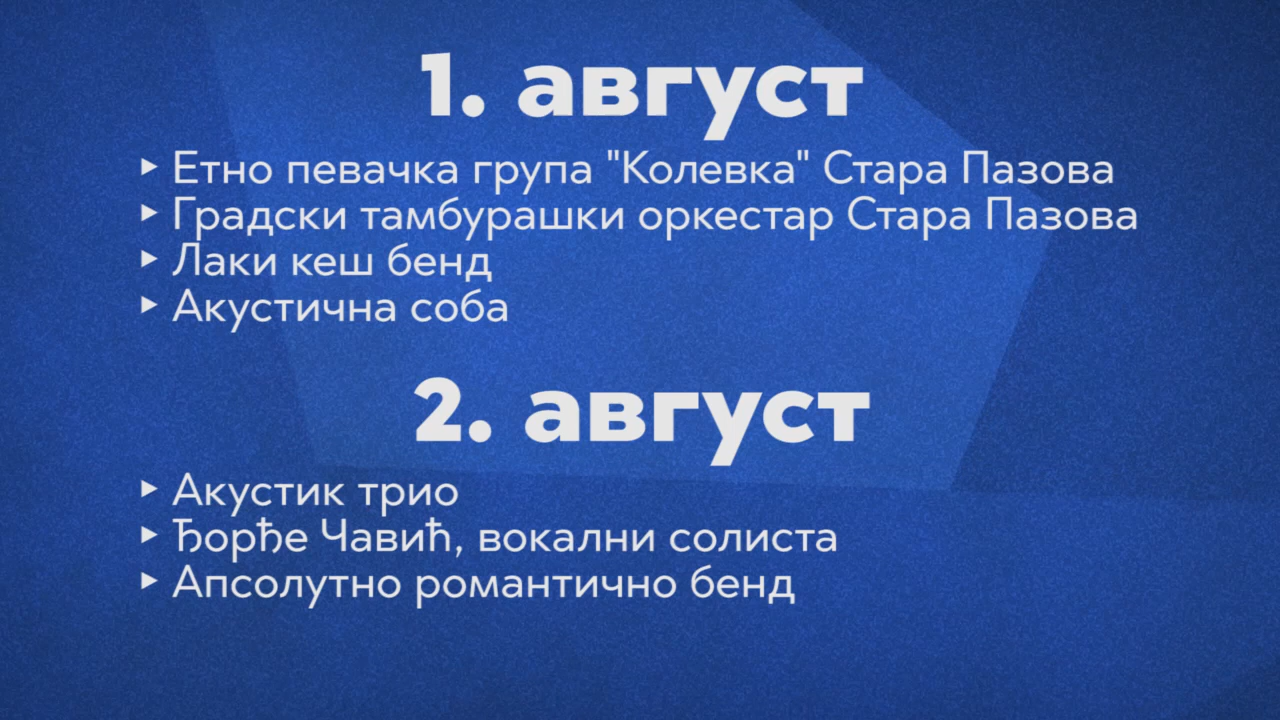 1. август
‣ Етно певачка група "Колевка" Стара Пазова
‣ Градски тамбурашки оркестар Стара Пазова
‣ Лаки кеш бенд
‣ Акустична соба
2. август
‣ Акустик трио
‣ Ђорђе Чавић, вокални солиста
‣ Апсолутно романтично бенд